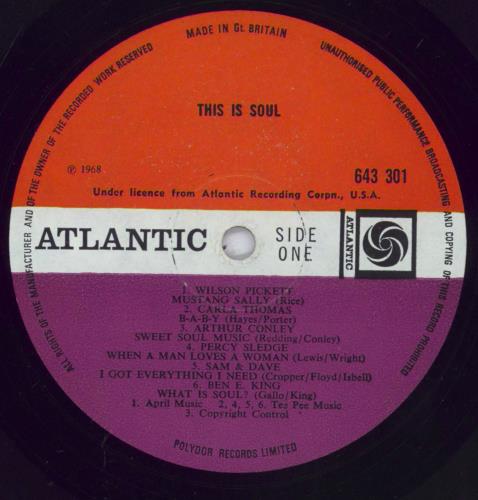 MADE IN Gt. BRITAIN
ALL RIGHTS OF THE MANUFACTURER AND OF THE OWNER OF THE RECORDED WORK RESERVED
UNAUTHORISED PUBLIC PERFORMANCE BROADCASTING AND COPYING OF THIS RECORD PROHIBITED
THIS IS SOUL
℗ 1968
643 301
Under licence from Atlantic Recording Corpn., U.S.A.
ATLANTIC
SIDE
ONE
ATLANTIC
1. WILSON PICKETT
MUSTANG SALLY (Rice)
2. CARLA THOMAS
B-A-B-Y (Hayes/Porter)
3. ARTHUR CONLEY
SWEET SOUL MUSIC (Redding/Conley)
4. PERCY SLEDGE
WHEN A MAN LOVES A WOMAN (Lewis/Wright)
5. SAM & DAVE
I GOT EVERYTHING I NEED (Cropper/Floyd/Isbell)
6. BEN E. KING
WHAT IS SOUL? (Gallo/King)
1. April Music 2, 4, 5, 6. Tee Pee Music
3. Copyright Control
POLYDOR RECORDS LIMITED